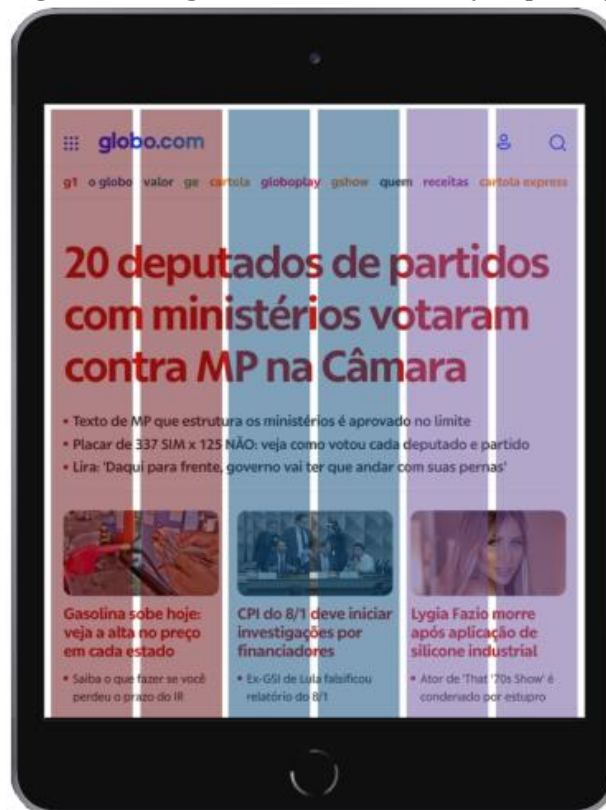 globo.com
g1 o globo valor ge cartola globoplay gshow quem receitas cartola express
20 deputados de partidos
com ministérios votaram
contra MP na Câmara
• Texto de MP que estrutura os ministérios é aprovado no limite
• Placar de 337 SIM x 125 NÃO: veja como votou cada deputado e partido
• Lira: 'Daqui para frente, governo vai ter que andar com suas pernas'
Gasolina sobe hoje:
veja a alta no preço
em cada estado
• Saiba o que fazer se você
perdeu o prazo do IR
CPI do 8/1 deve iniciar
investigações por
financiadores
• Ex-GSI de Lula falsificou
relatório do 8/1
Lygia Fazio morre
após aplicação de
silicone industrial
• Ator de 'That '70s Show' é
condenado por estupro